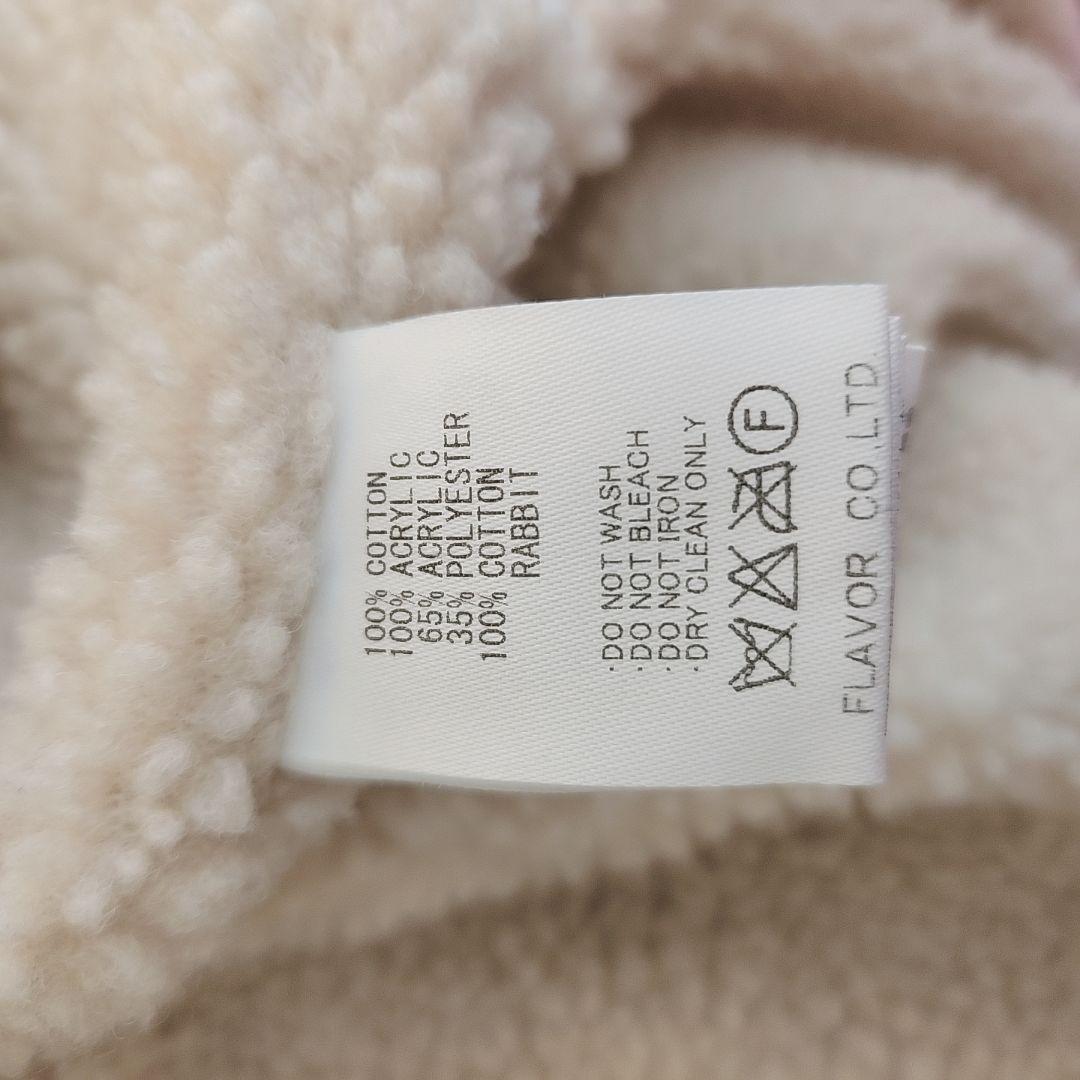 100% COTTON
100% ACRYLIC
65% ACRYLIC
35% POLYESTER
100% COTTON
RABBIT
·DO NOT WASH
·DO NOT BLEACH
·DO NOT IRON
·DRY CLEAN ONLY
F
FLAVOR CO LTD.